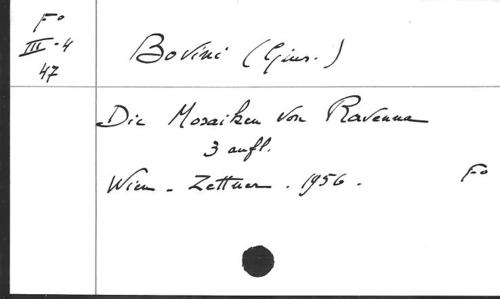 Fo
III-4
47
Bovini (Gius.)
Die Mosaiken von Ravenna
3 aufl.
Wien - Zettner. 1956.
Fo